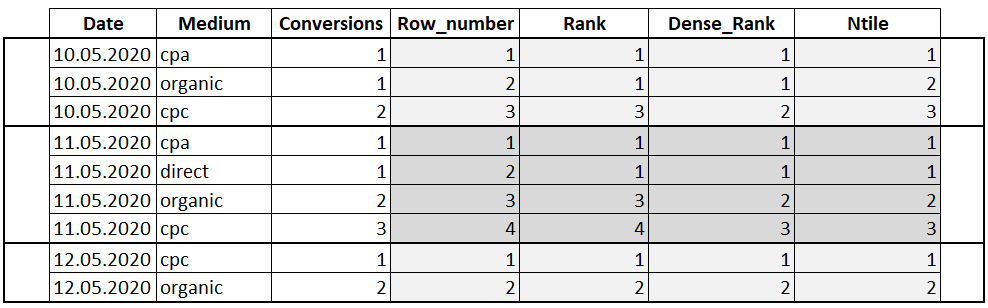 Date Medium Conversions Row_number Rank Dense_Rank Ntile
10.05.2020 cpa 1 1 1 1 1
10.05.2020 organic 1 2 1 1 2
10.05.2020 cpc 2 3 3 2 3
11.05.2020 cpa 1 1 1 1 1
11.05.2020 direct 1 2 1 1 1
11.05.2020 organic 2 3 3 2 2
11.05.2020 cpc 3 4 4 3 3
12.05.2020 cpc 1 1 1 1 1
12.05.2020 organic 2 2 2 2 2